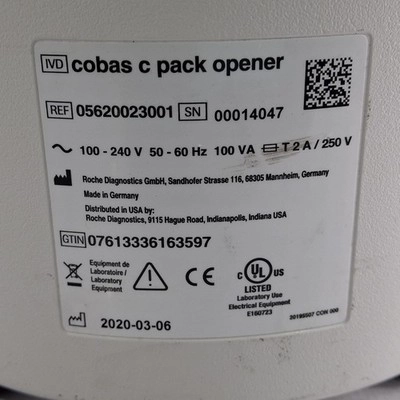 IVD cobas c pack opener
REF 05620023001 SN 00014047
100 - 240 V 50 - 60 Hz 100 VA T 2 A / 250 V
Roche Diagnostics GmbH, Sandhofer Strasse 116, 68305 Mannheim, Germany
Made in Germany
Distributed in USA by:
Roche Diagnostics, 9115 Hague Road, Indianapolis, Indiana USA
GTIN 07613336163597
Equipment de
Laboratoire /
Laboratory
Equipment
CE
c UL US
LISTED
Laboratory Use
Electrical Equipment
E160723
2020-03-06